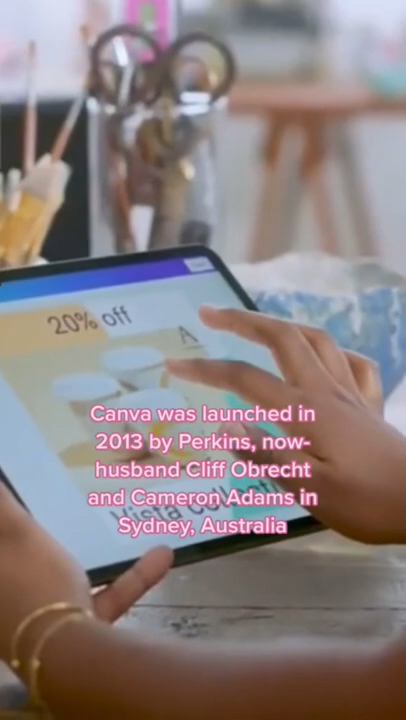 20% off
A
Canva was launched in
2013 by Perkins, now-
husband Cliff Obrecht
and Cameron Adams in
Sydney, Australia